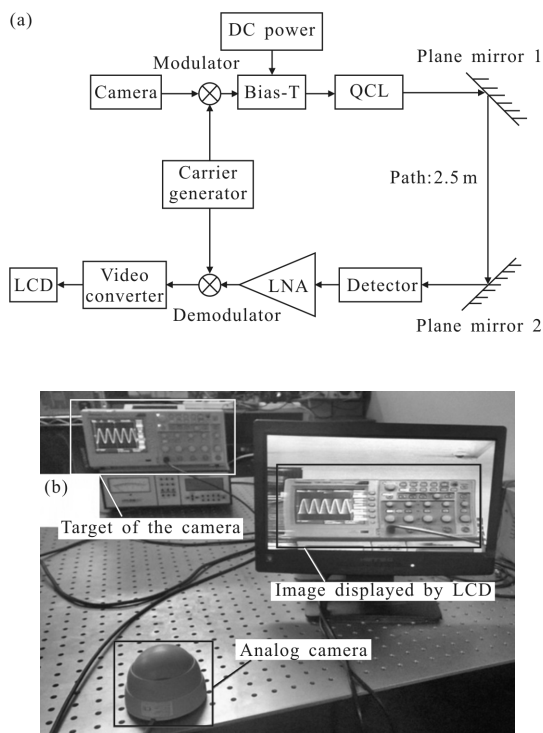 (a)
DC power
Modulator
Plane mirror 1
Camera
Bias-T
QCL
Carrier
generator
Path:2.5 m
LCD
Video
converter
LNA
Detector
Demodulator
Plane mirror 2
(b)
Target of the camera
Image displayed by LCD
Analog camera